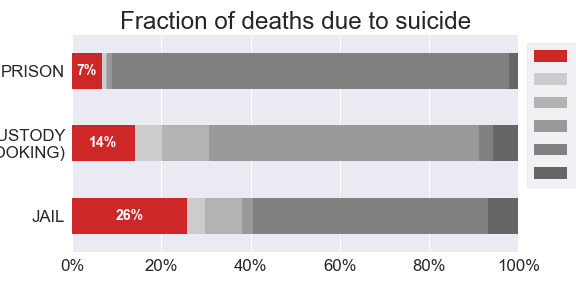 Fraction of deaths due to suicide
PRISON
7%
USTODY
OOKING)
14%
JAIL
26%
0% 20% 40% 60% 80% 100%